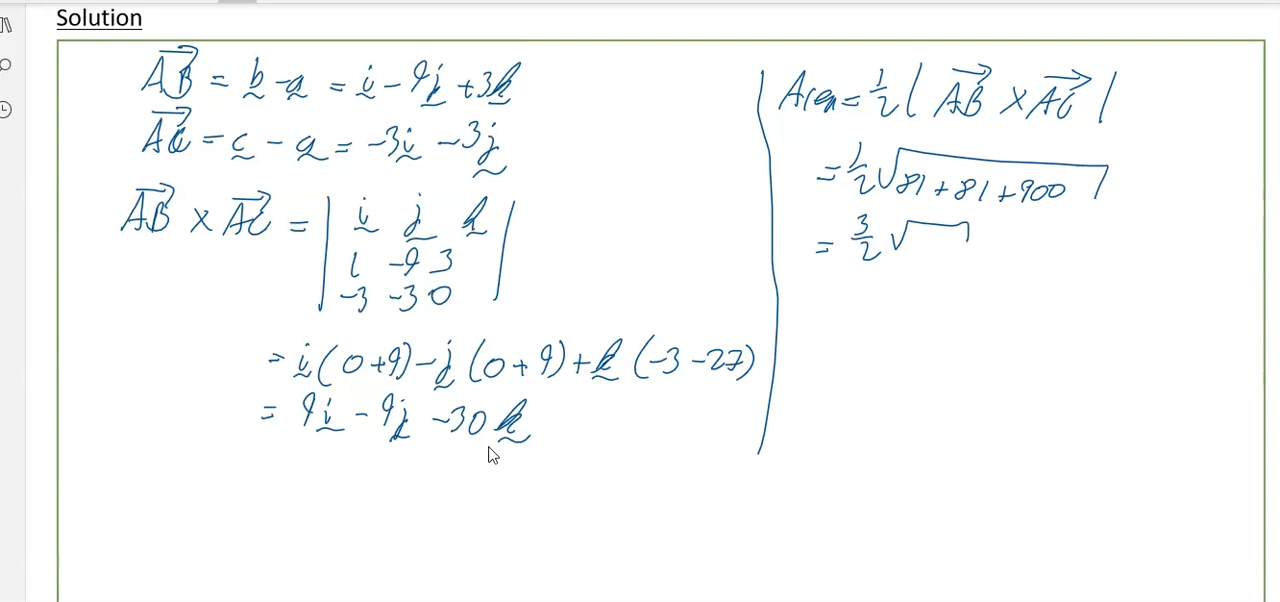 Solution
AB = b - a = i - 9j + 3k
AC = c - a = -3i - 3j
AB × AC = | i j k |
1 -9 3
-3 -3 0
= i(0+9) - j(0+9) + k(-3-27)
= 9i - 9j - 30k
Area = 1/2 | AB × AC |
= 1/2 √81+81+900
= 3/2 √